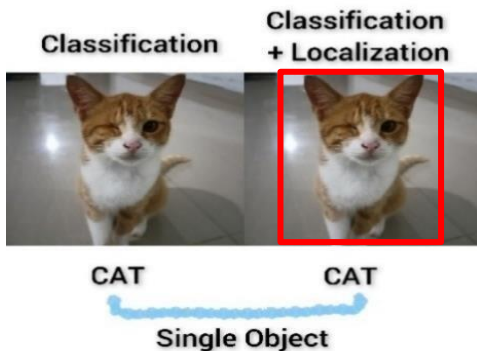 Classification
Classification
+ Localization
CAT
CAT
Single Object